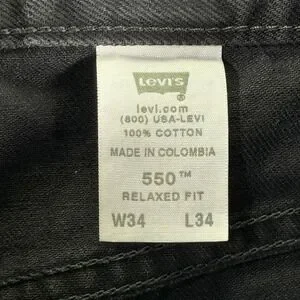 LEVI'S
®
levi.com
(800) USA-LEVI
100% COTTON
MADE IN COLOMBIA
550™
RELAXED FIT
W34 L34